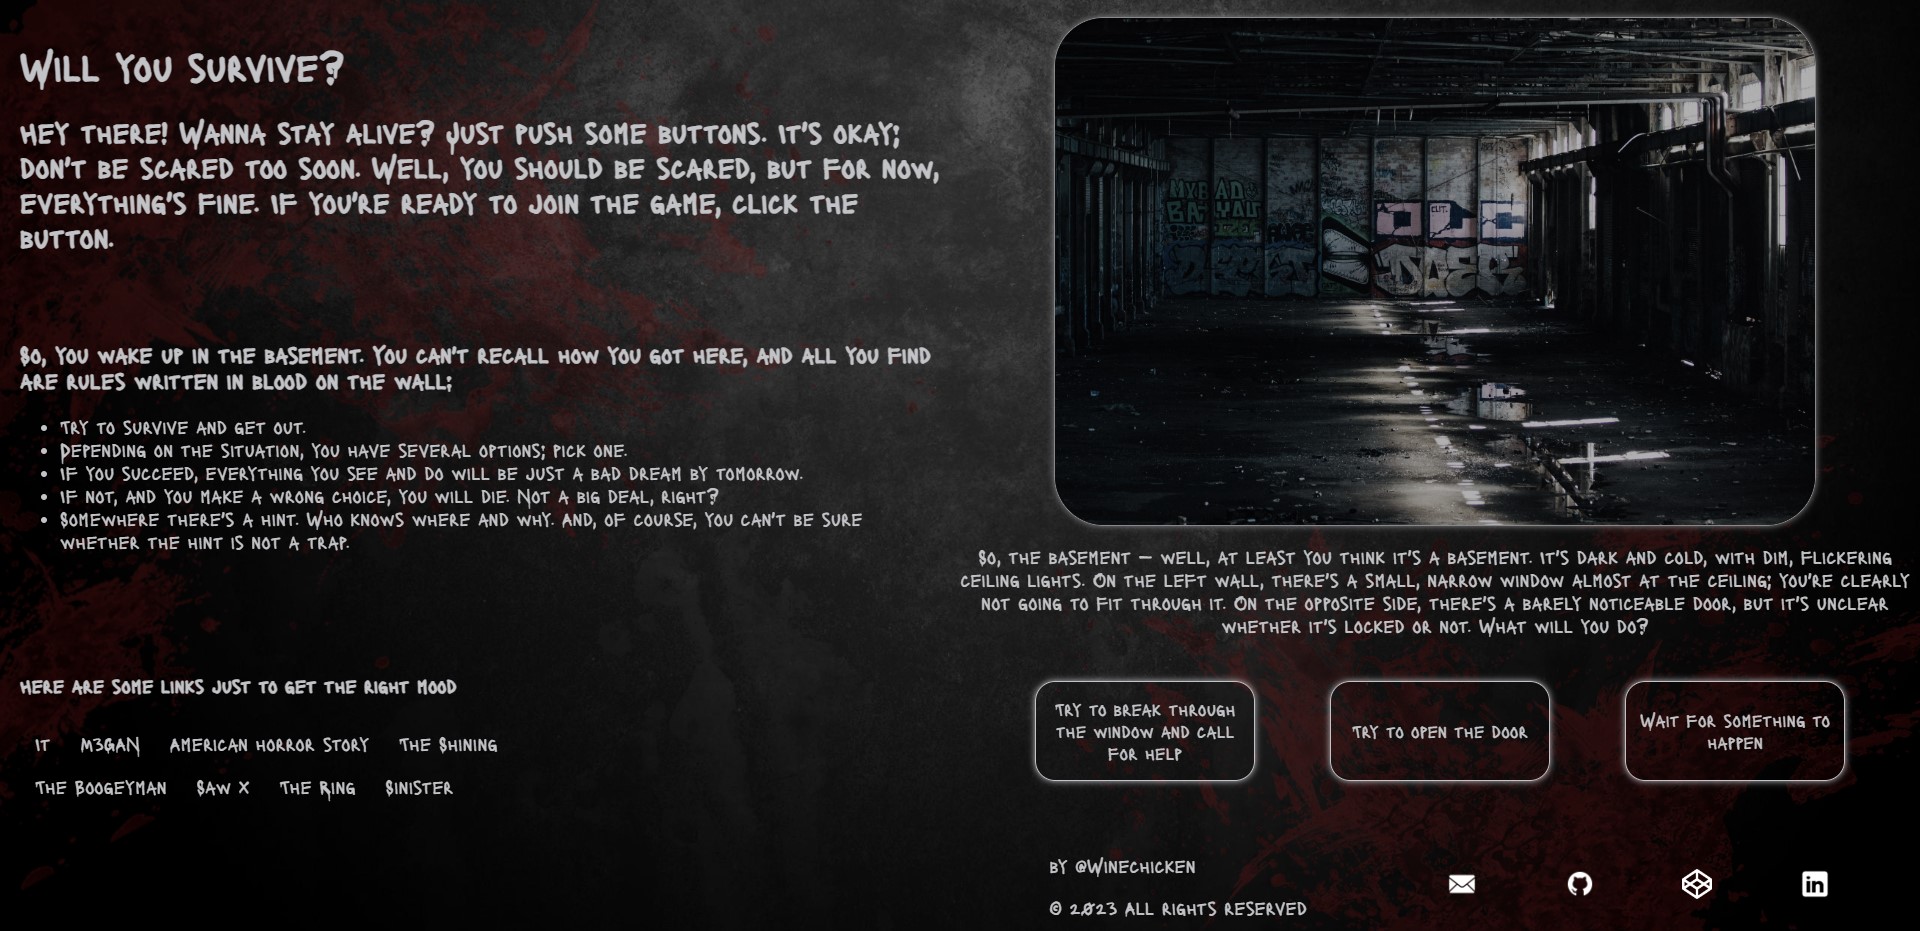 Will You Survive?
Hey there! Wanna stay alive? Just push some buttons. It's okay;
don't be scared too soon. Well, you should be scared, but for now,
everything's fine. If you're ready to join the game, click the
button.
So, you wake up in the basement. You can't recall how you got here, and all you find
are rules written in blood on the wall:
Try to survive and get out.
Depending on the situation, you have several options; pick one.
If you succeed, everything you see and do will be just a bad dream by tomorrow.
If not, and you make a wrong choice, you will die. Not a big deal, right?
Somewhere there's a hint. Who knows where and why. And, of course, you can't be sure
whether the hint is not a trap.
Here are some links just to get the right mood
It M3GAN American Horror Story The Shining
The Boogeyman Saw X The Ring Sinister
DOER
So, the basement — well, at least you think it's a basement. It's dark and cold, with dim, flickering
ceiling lights. On the left wall, there's a small, narrow window almost at the ceiling; you're clearly
not going to fit through it. On the opposite side, there's a barely noticeable door, but it's unclear
whether it's locked or not. What will you do?
Try to break through
the window and call
for help
Try to open the door
Wait for something to
happen
by @Winechicken
© 2023 All rights reserved
in